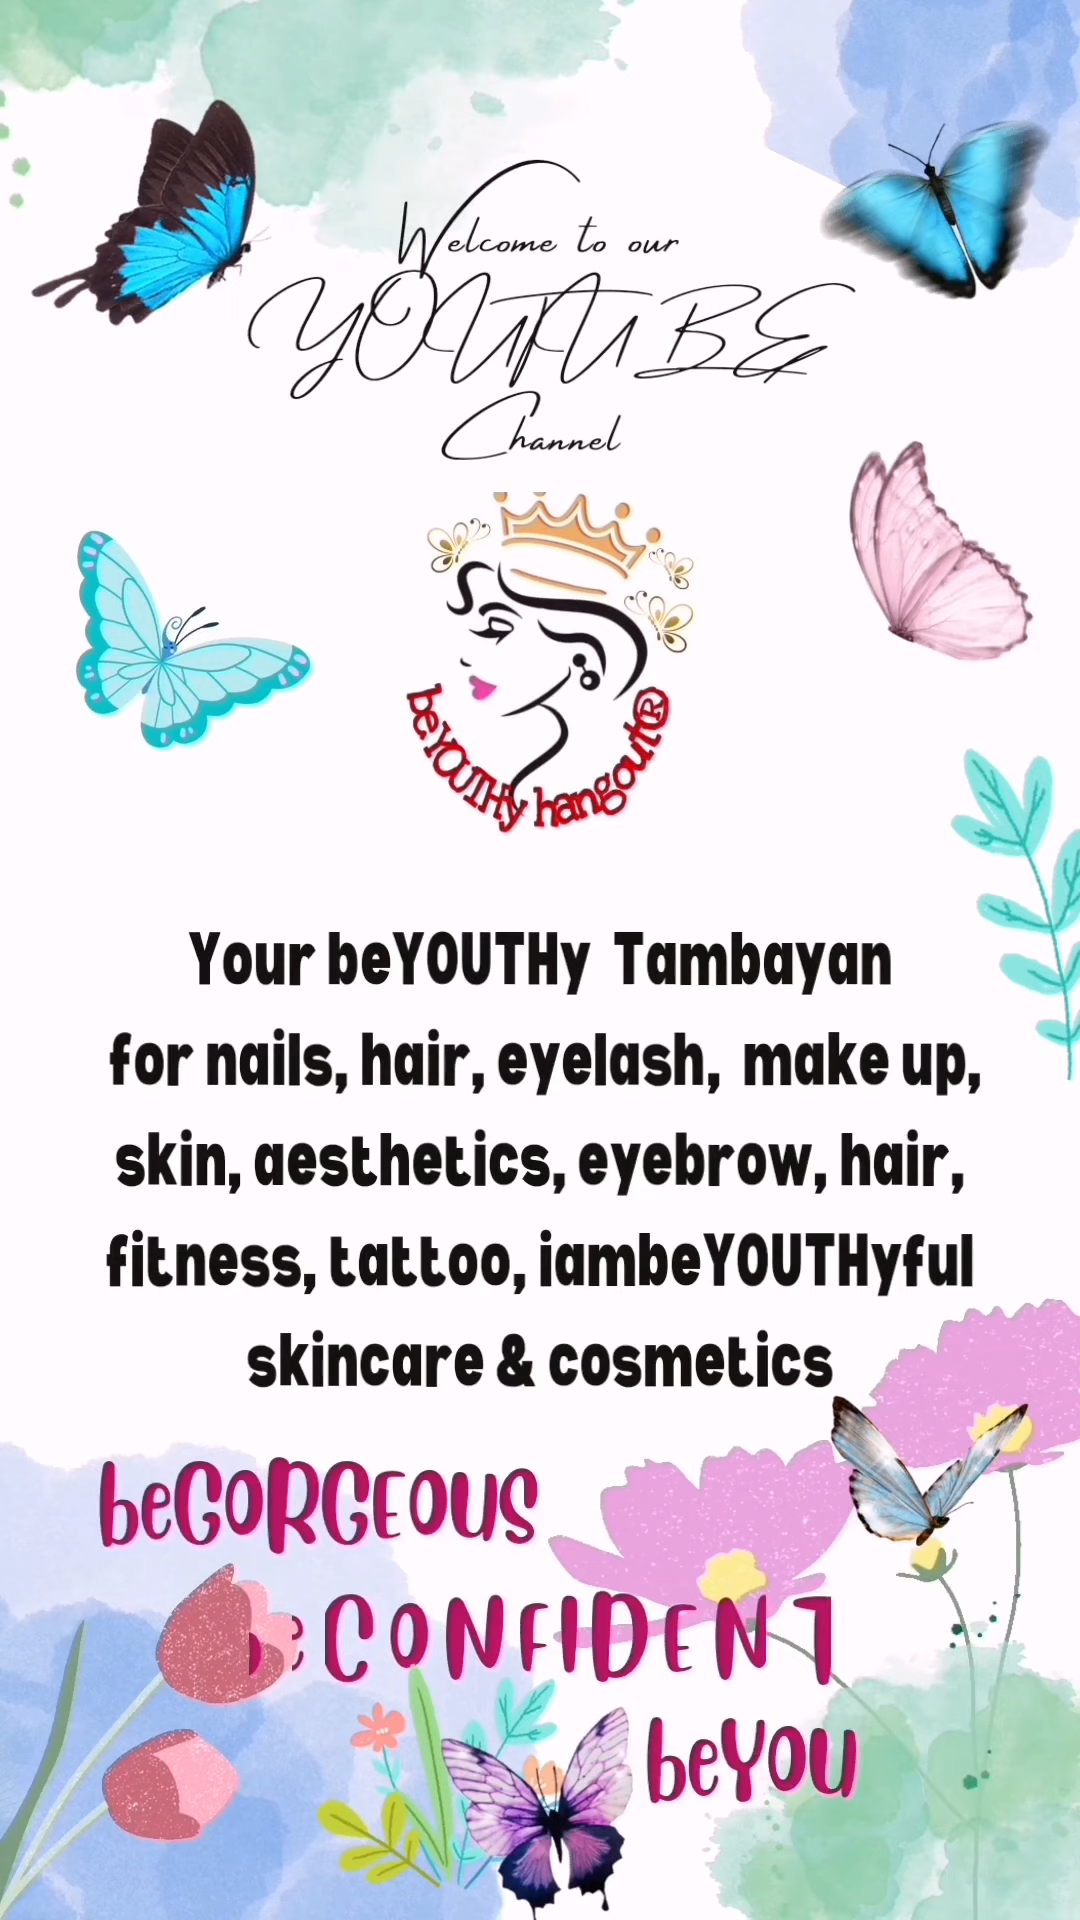 Welcome to our
YOUTUBE
Channel
beYOUTHy hangout®
Your beYOUTHy Tambayan
for nails, hair, eyelash, make up,
skin, aesthetics, eyebrow, hair,
fitness, tattoo, iambeYOUTHyful
skincare & cosmetics
beGORGEOUS
beCONFIDENT
beYOU